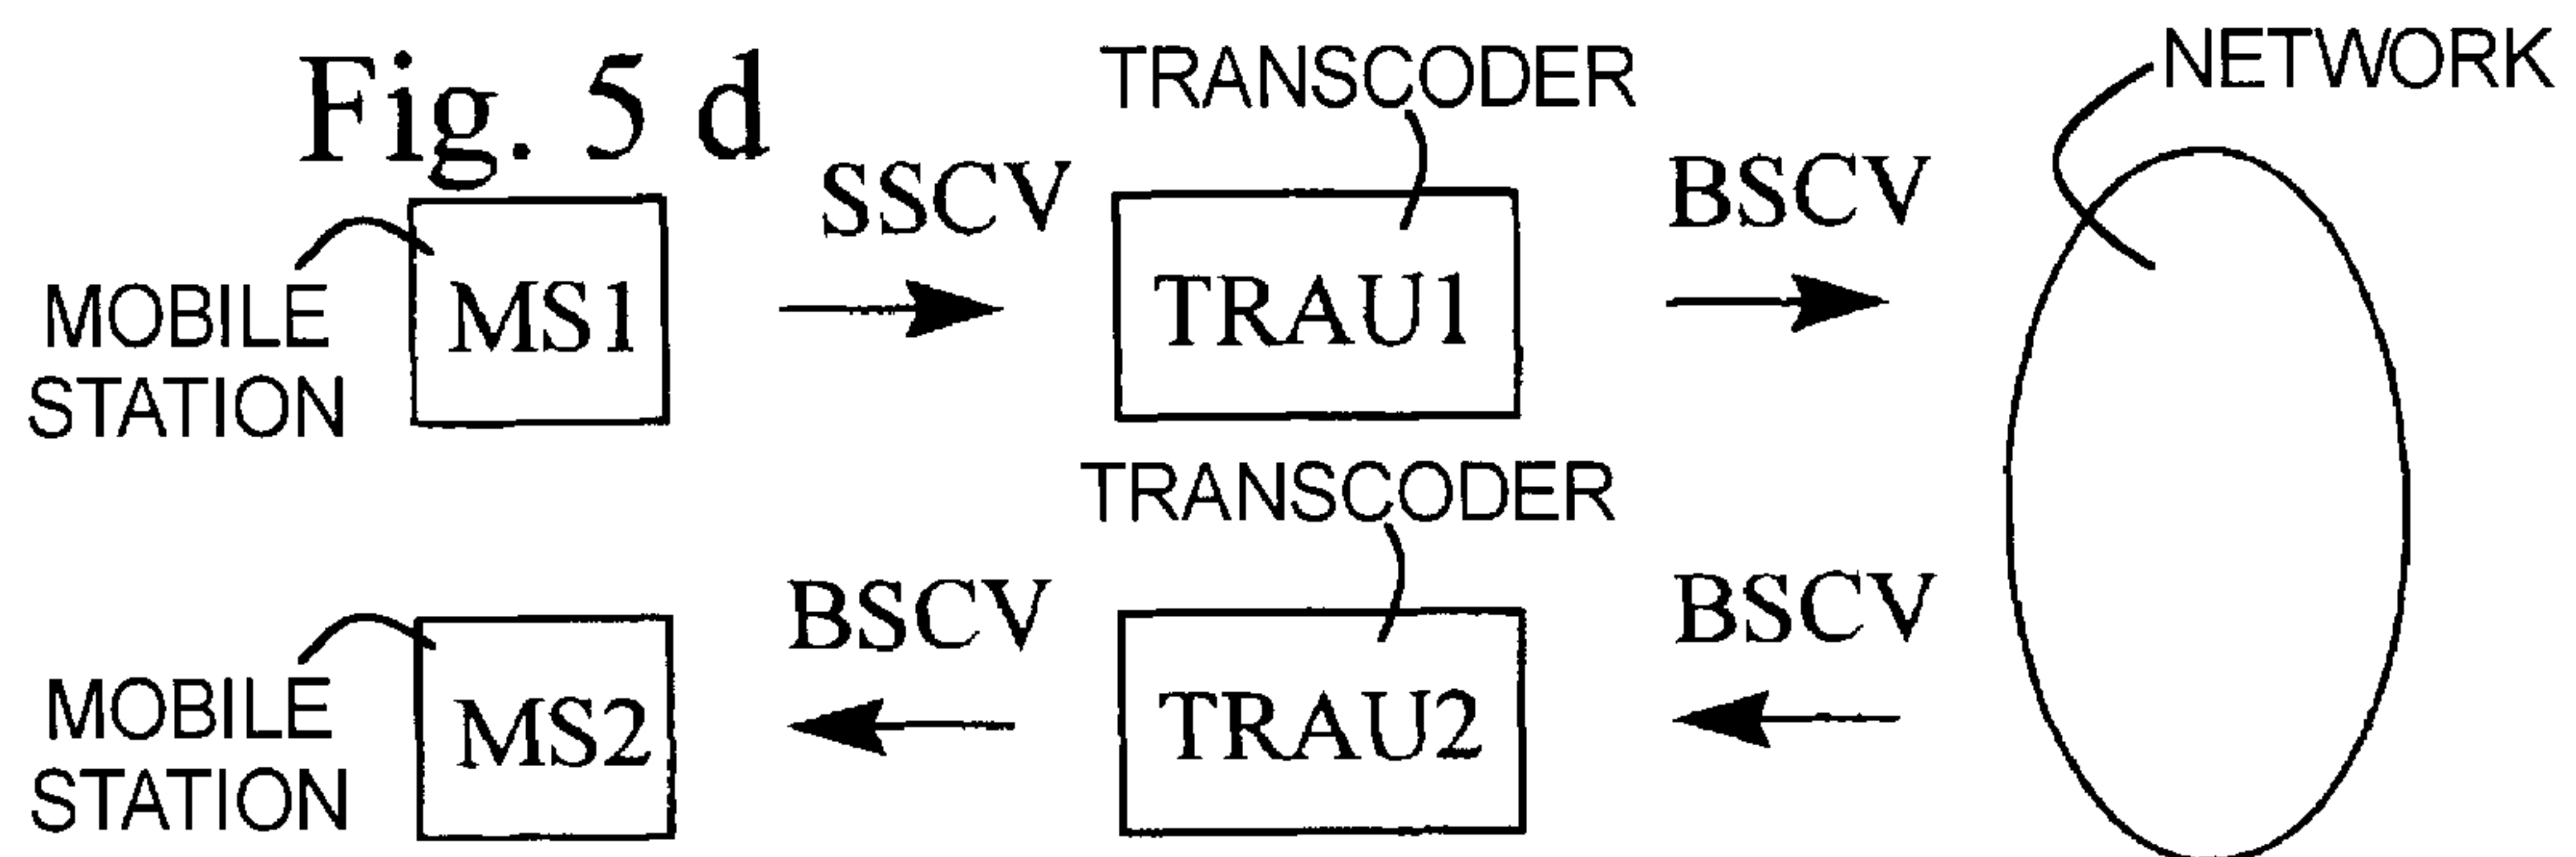 Fig. 5 d
TRANSCODER
NETWORK
SSCV
BSCV
MOBILE
STATION
MS1
TRAU1
TRANSCODER
BSCV
BSCV
MOBILE
STATION
MS2
TRAU2